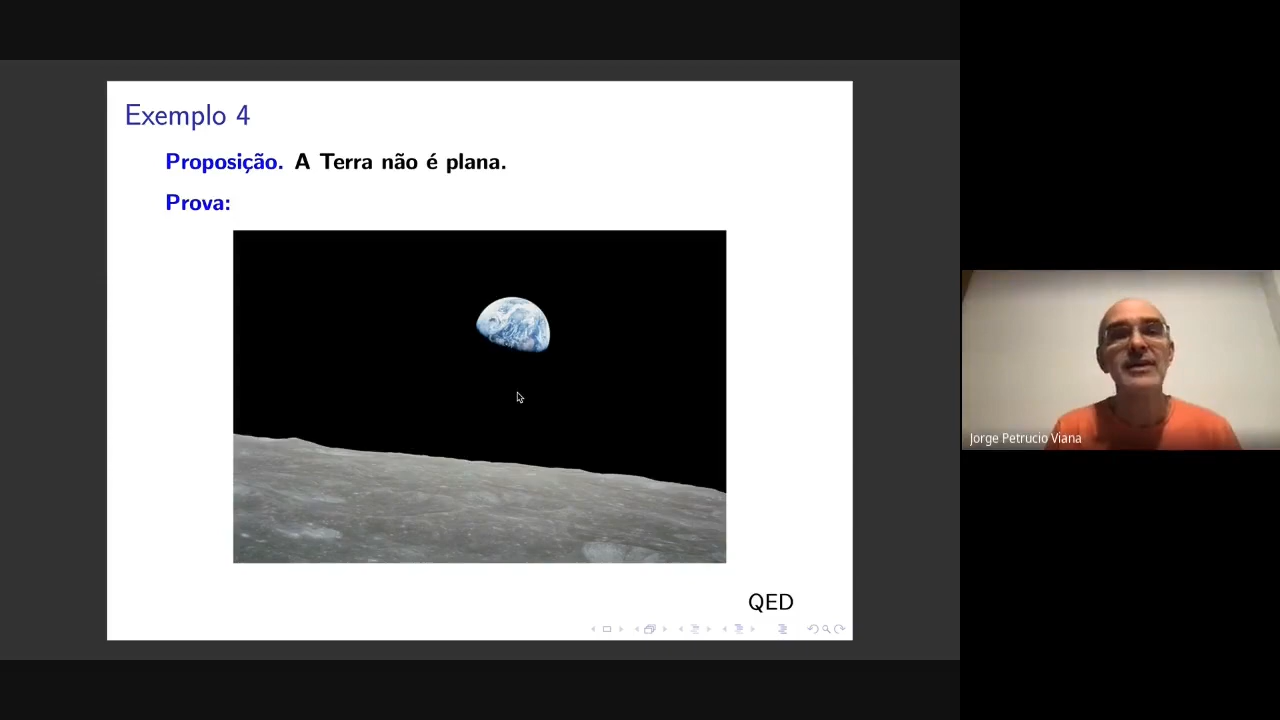 Exemplo 4
Proposição. A Terra não é plana.
Prova:
QED
Jorge Petrucio Viana